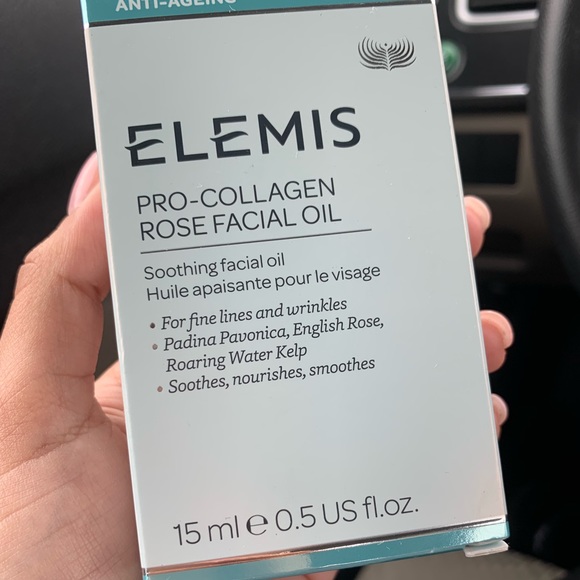 ANTI-AGEING
ELEMIS
PRO-COLLAGEN
ROSE FACIAL OIL
Soothing facial oil
Huile apaisante pour le visage
• For fine lines and wrinkles
• Padina Pavonica, English Rose,
Roaring Water Kelp
• Soothes, nourishes, smoothes
15 ml e 0.5 US fl.oz.